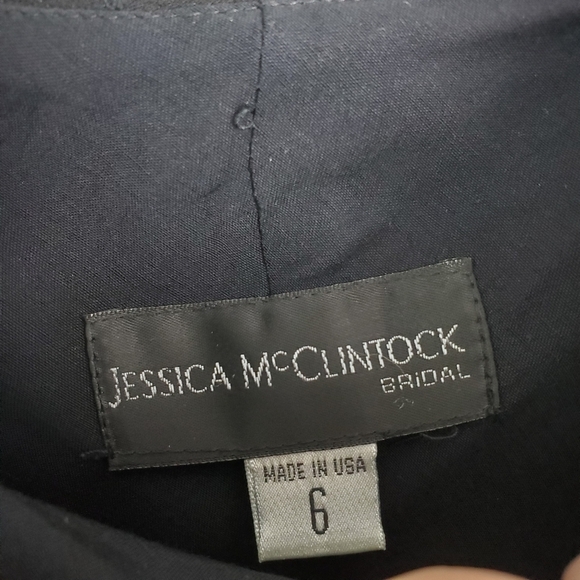 JESSICA McCLINTOCK
BRIDAL
MADE IN USA
6